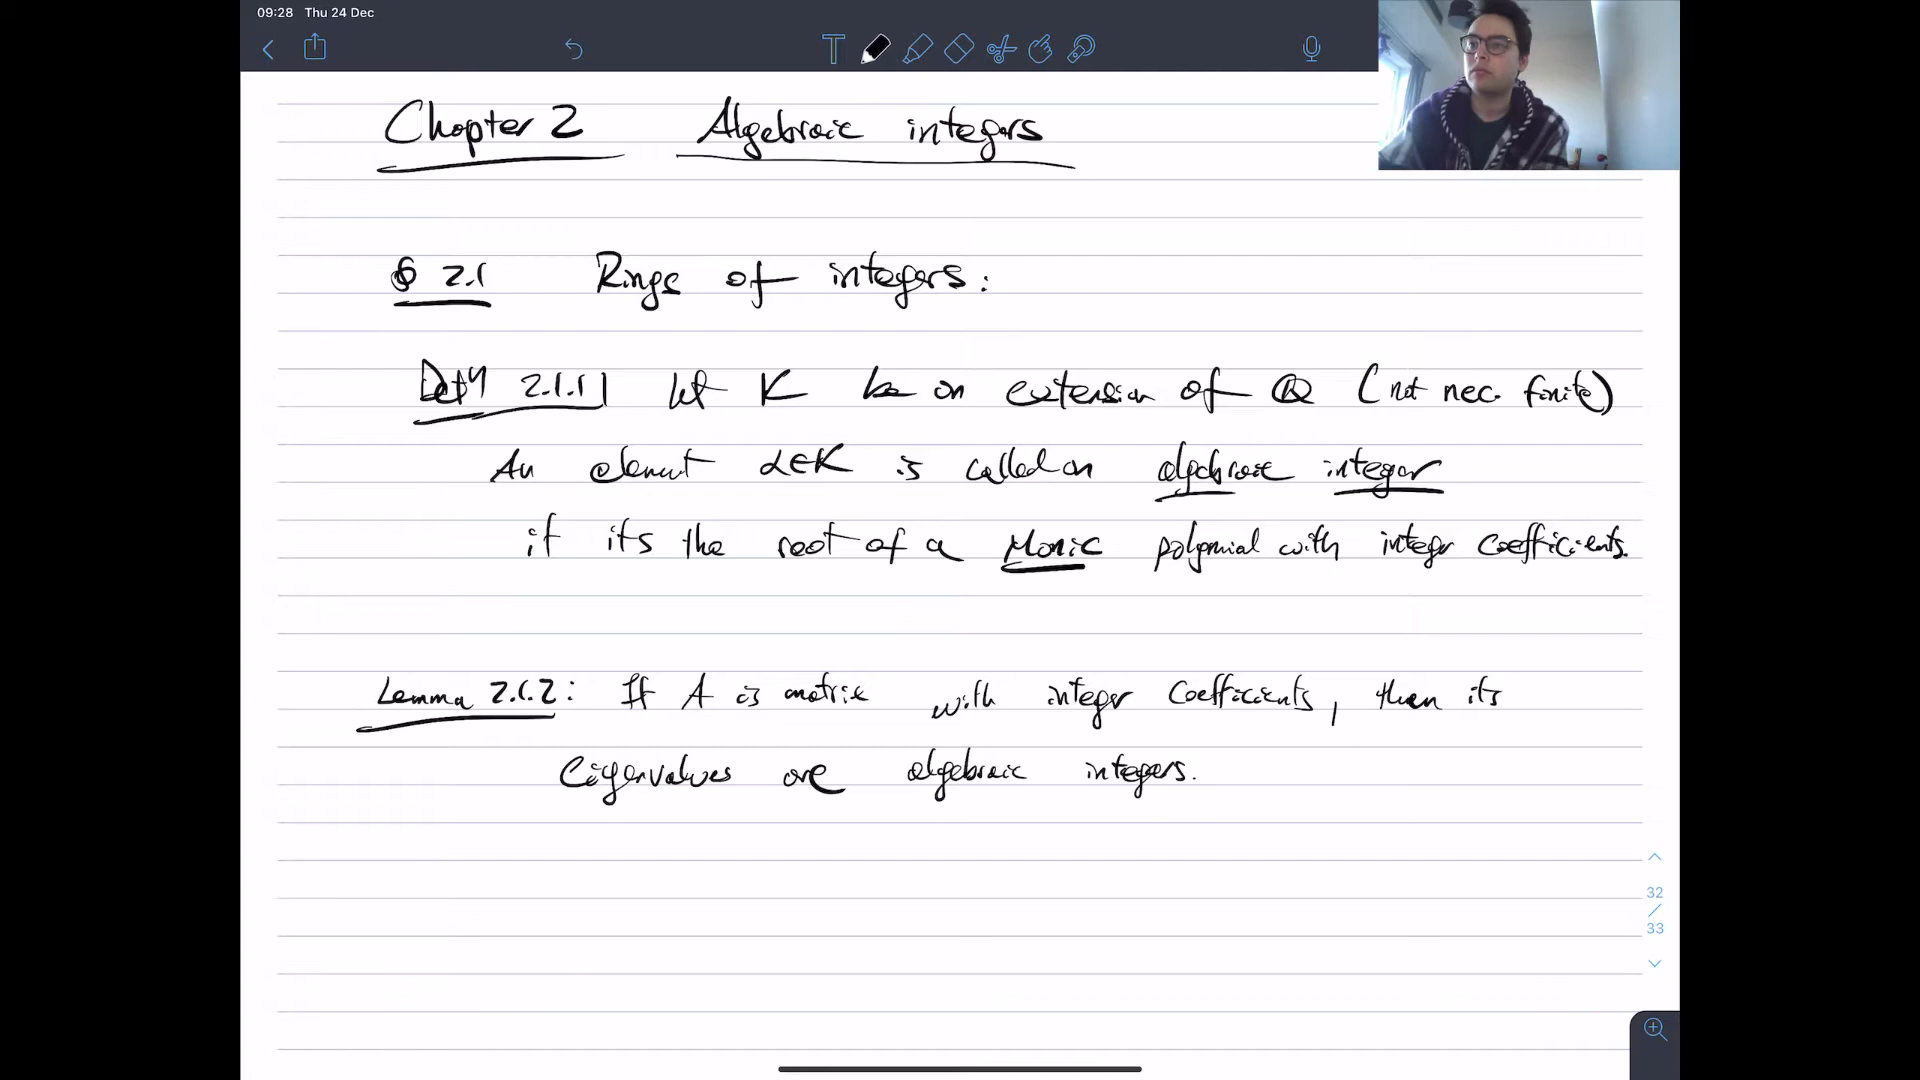 09:28 Thu 24 Dec
Chapter 2 Algebraic integers
§ 2.1 Rings of integers:
Defn 2.1.1 Let K be an extension of ℚ (not nec. finite)
An element α∈K is called an algebraic integer
if its the root of a Monic polynomial with integer coefficients.
Lemma 2.1.2: If A is matrix with integer coefficients, then its
eigenvalues are algebraic integers.
32
/
33